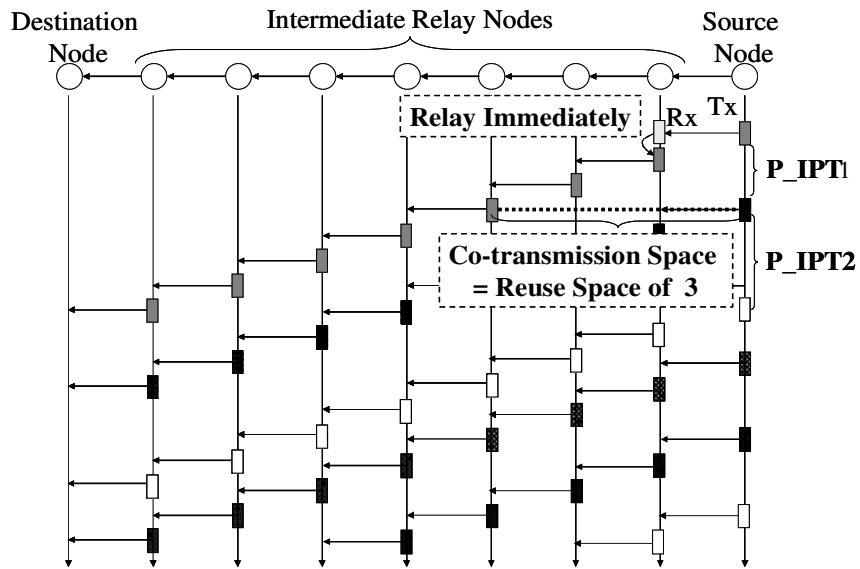 Destination Node
Intermediate Relay Nodes
Source Node
Tx
Rx
Relay Immediately
P_IPT1
Co-transmission Space
= Reuse Space of 3
P_IPT2